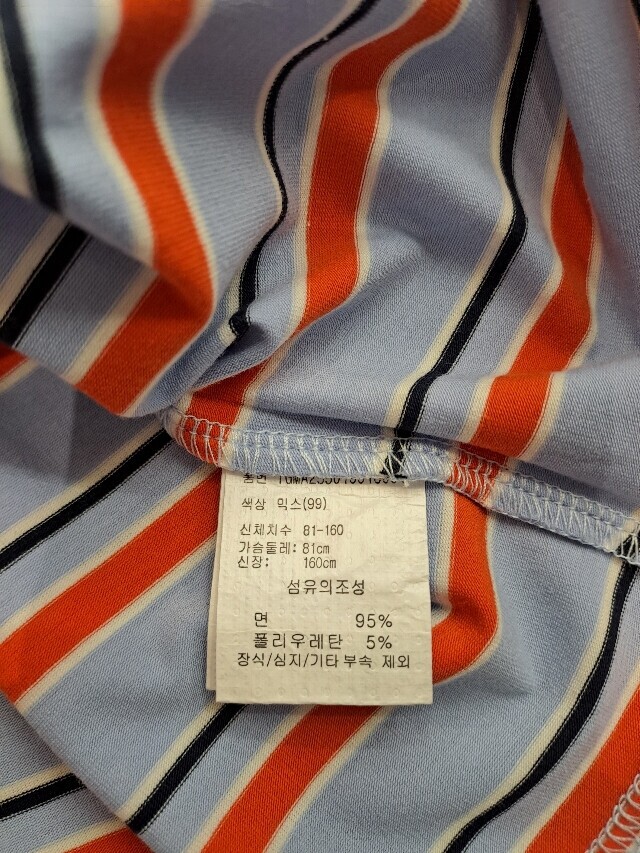 색상 믹스(99)
신체치수 81-160
가슴둘레: 81cm
신장: 160cm
섬유의조성
면 95%
폴리우레탄 5%
장식/심지/기타 부속 제외